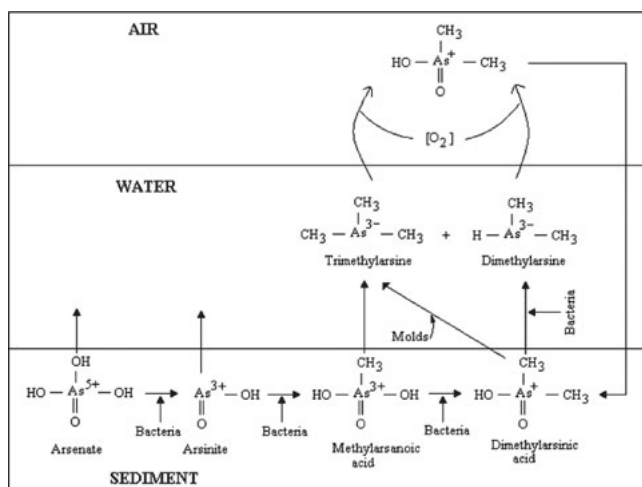 AIR
CH3
HO — As+ — CH3
O
[O2]
WATER
CH3
CH3 — As3− — CH3
Trimethylarsine
+
CH3
H — As3− — CH3
Dimethylarsine
Molds
Bacteria
OH
HO — As5+ — OH
O
Arsenate
Bacteria
As3+ — OH
O
Arsinite
Bacteria
CH3
HO — As3+ — OH
O
Methylarsanoic
acid
Bacteria
CH3
HO — As+ — CH3
O
Dimethylarsinic
acid
SEDIMENT